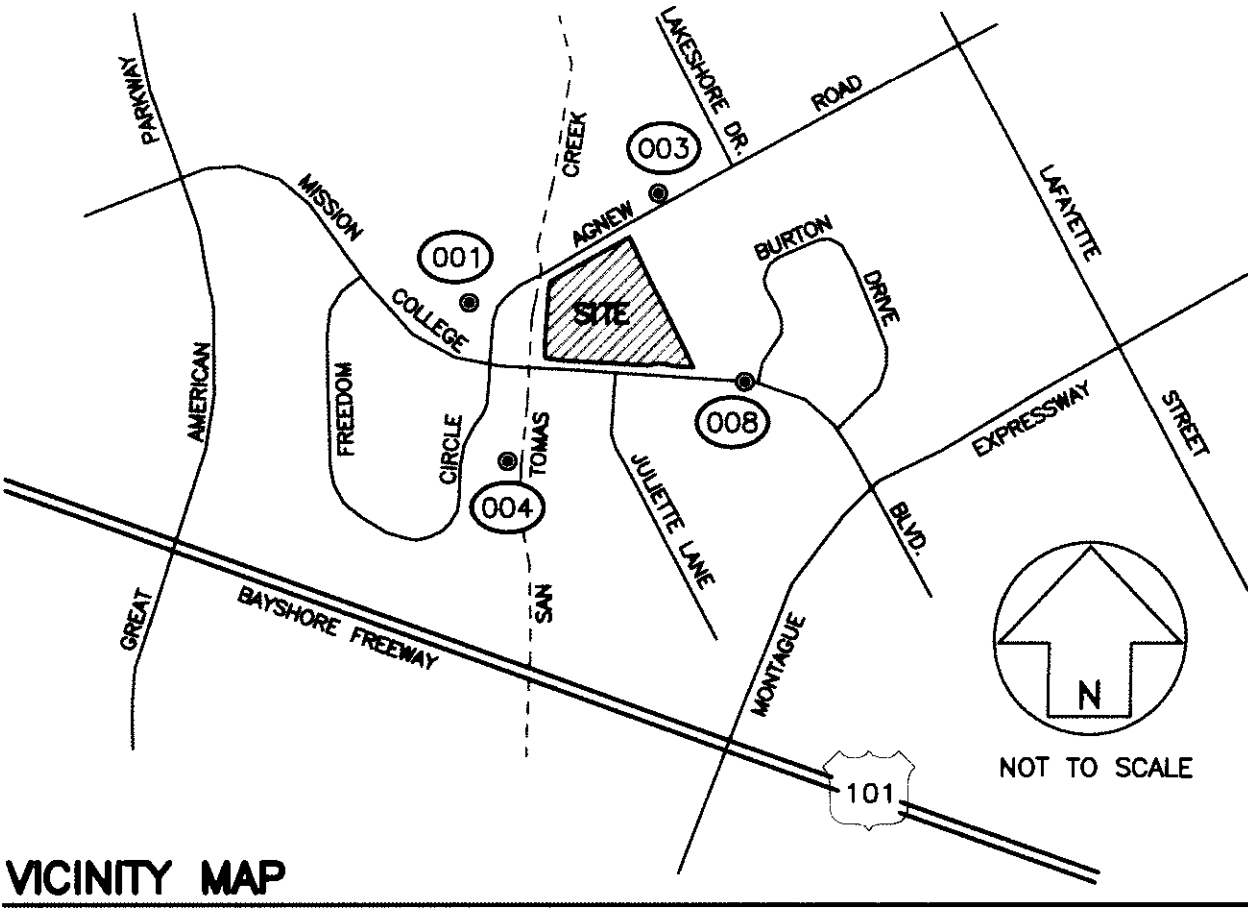 PARKWAY
CREEK
LAKESHORE DR.
ROAD
003
MISSION
AGNEW
LAFAYETTE
001
BURTON
COLLEGE
SITE
DRIVE
AMERICAN
FREEDOM
CIRCLE
TOMAS
008
EXPRESSWAY
STREET
004
JULIETTE LANE
BLVD.
GREAT
BAYSHORE FREEWAY
SAN
MONTAGUE
N
NOT TO SCALE
101
VICINITY MAP